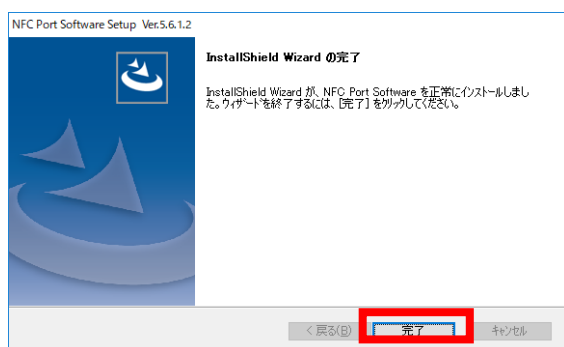 NFC Port Software Setup Ver.5.6.1.2
InstallShield Wizard の完了
InstallShield Wizard が、NFC Port Software を正常にインストールしまし
た。ウィザードを終了するには、[完了] をクリックしてください。
< 戻る(B) 完了 キャンセル